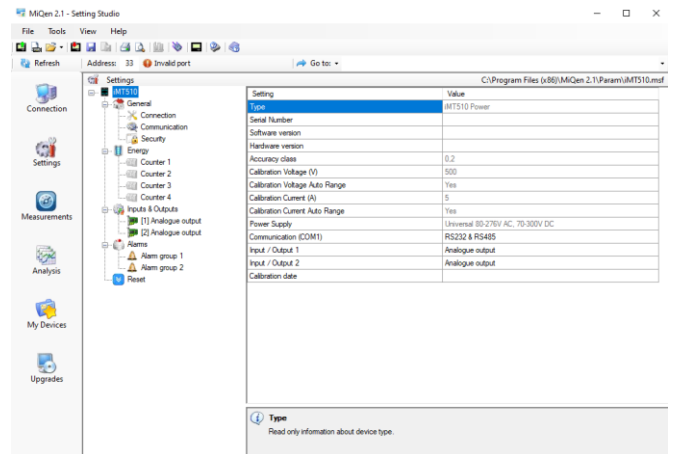 MiQen 2.1 - Setting Studio
File Tools View Help
Refresh Address: 33 Invalid port Go to:
Settings C:\Program Files (x86)\MiQen 2.1\Param\iMT510.msf
Connection
Settings
Measurements
Analysis
My Devices
Upgrades
iMT510
General
Connection
Communication
Security
Energy
Counter 1
Counter 2
Counter 3
Counter 4
Inputs & Outputs
[1] Analogue output
[2] Analogue output
Alarms
Alarm group 1
Alarm group 2
Reset
Setting Value
Type iMT510 Power
Serial Number
Software version
Hardware version
Accuracy class 0,2
Calibration Voltage (V) 500
Calibration Voltage Auto Range Yes
Calibration Current (A) 5
Calibration Current Auto Range Yes
Power Supply Universal 80-276V AC, 70-300V DC
Communication (COM1) RS232 & RS485
Input / Output 1 Analogue output
Input / Output 2 Analogue output
Calibration date
Type
Read only information about device type.